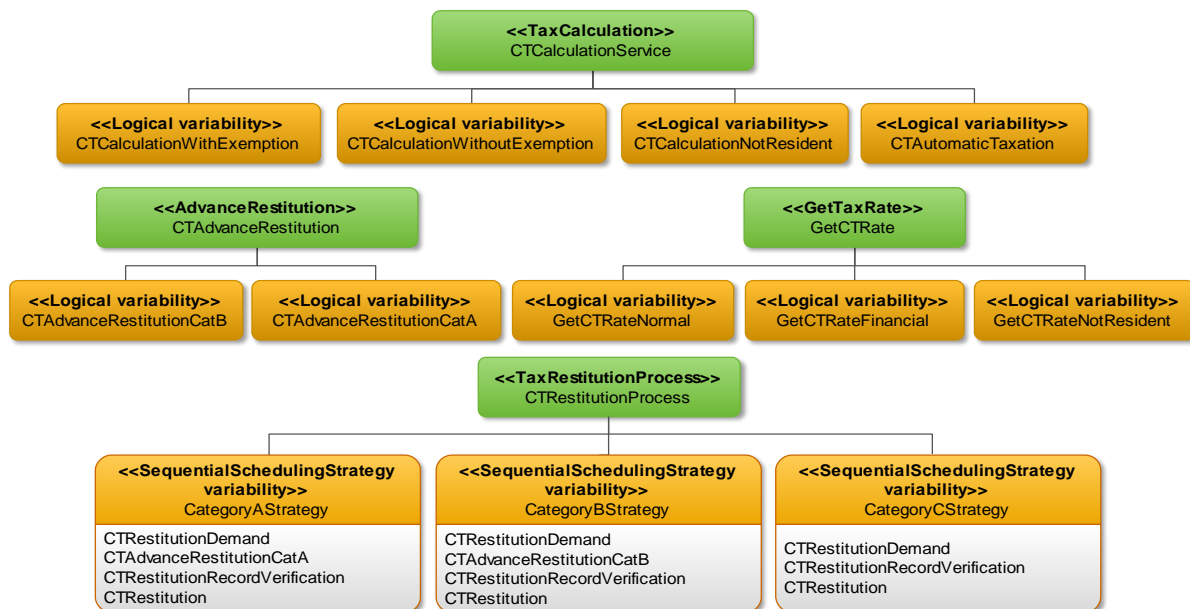 <<TaxCalculation>>
CTCalculationService
<<Logical variability>>
CTCalculationWithExemption
<<Logical variability>>
CTCalculationWithoutExemption
<<Logical variability>>
CTCalculationNotResident
<<Logical variability>>
CTAutomaticTaxation
<<AdvanceRestitution>>
CTAdvanceRestitution
<<GetTaxRate>>
GetCTRate
<<Logical variability>>
CTAdvanceRestitutionCatB
<<Logical variability>>
CTAdvanceRestitutionCatA
<<Logical variability>>
GetCTRateNormal
<<Logical variability>>
GetCTRateFinancial
<<Logical variability>>
GetCTRateNotResident
<<TaxRestitutionProcess>>
CTRestitutionProcess
<<SequentialSchedulingStrategy
variability>>
CategoryAStrategy
CTRestitutionDemand
CTAdvanceRestitutionCatA
CTRestitutionRecordVerification
CTRestitution
<<SequentialSchedulingStrategy
variability>>
CategoryBStrategy
CTRestitutionDemand
CTAdvanceRestitutionCatB
CTRestitutionRecordVerification
CTRestitution
<<SequentialSchedulingStrategy
variability>>
CategoryCStrategy
CTRestitutionDemand
CTRestitutionRecordVerification
CTRestitution